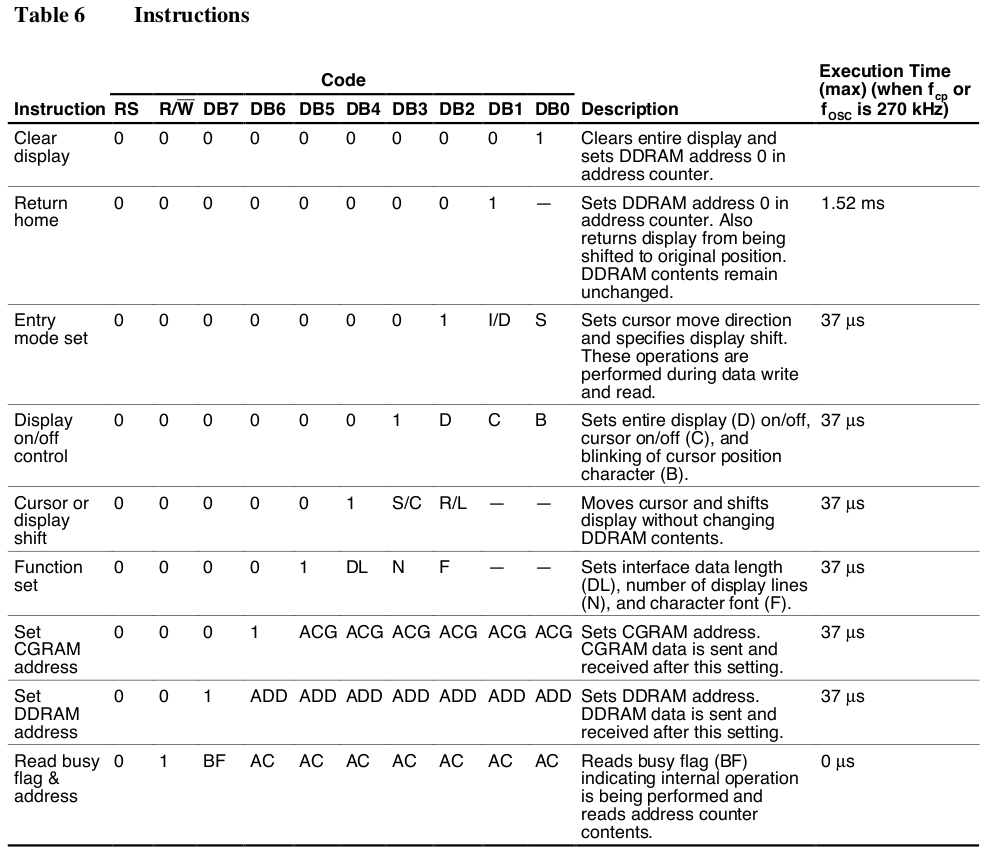 Table 6 Instructions
Code
Execution Time
(max) (when fcp or
fOSC is 270 kHz)
Instruction RS R/W̅ DB7 DB6 DB5 DB4 DB3 DB2 DB1 DB0 Description
Clear 0 0 0 0 0 0 0 0 0 1 Clears entire display and
display sets DDRAM address 0 in
address counter.
Return 0 0 0 0 0 0 0 0 1 — Sets DDRAM address 0 in 1.52 ms
home address counter. Also
returns display from being
shifted to original position.
DDRAM contents remain
unchanged.
Entry 0 0 0 0 0 0 0 1 I/D S Sets cursor move direction 37 µs
mode set and specifies display shift.
These operations are
performed during data write
and read.
Display 0 0 0 0 0 0 1 D C B Sets entire display (D) on/off, 37 µs
on/off cursor on/off (C), and
control blinking of cursor position
character (B).
Cursor or 0 0 0 0 0 1 S/C R/L — — Moves cursor and shifts 37 µs
display display without changing
shift DDRAM contents.
Function 0 0 0 0 1 DL N F — — Sets interface data length 37 µs
set (DL), number of display lines
(N), and character font (F).
Set 0 0 0 1 ACG ACG ACG ACG ACG ACG Sets CGRAM address. 37 µs
CGRAM CGRAM data is sent and
address received after this setting.
Set 0 0 1 ADD ADD ADD ADD ADD ADD ADD Sets DDRAM address. 37 µs
DDRAM DDRAM data is sent and
address received after this setting.
Read busy 0 1 BF AC AC AC AC AC AC AC Reads busy flag (BF) 0 µs
flag & indicating internal operation
address is being performed and
reads address counter
contents.